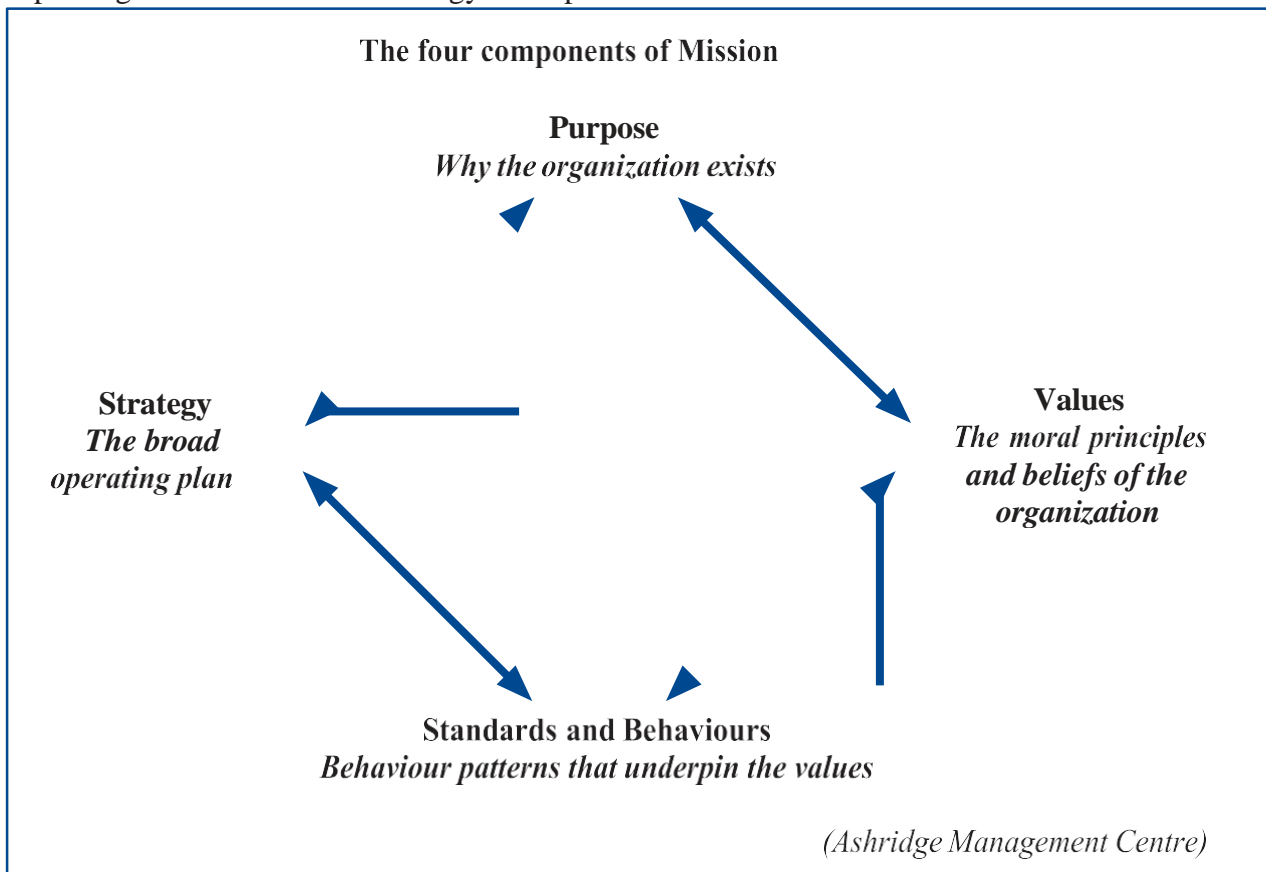 The four components of Mission
Purpose
Why the organization exists
Strategy
The broad
operating plan
Values
The moral principles
and beliefs of the
organization
Standards and Behaviours
Behaviour patterns that underpin the values
(Ashridge Management Centre)